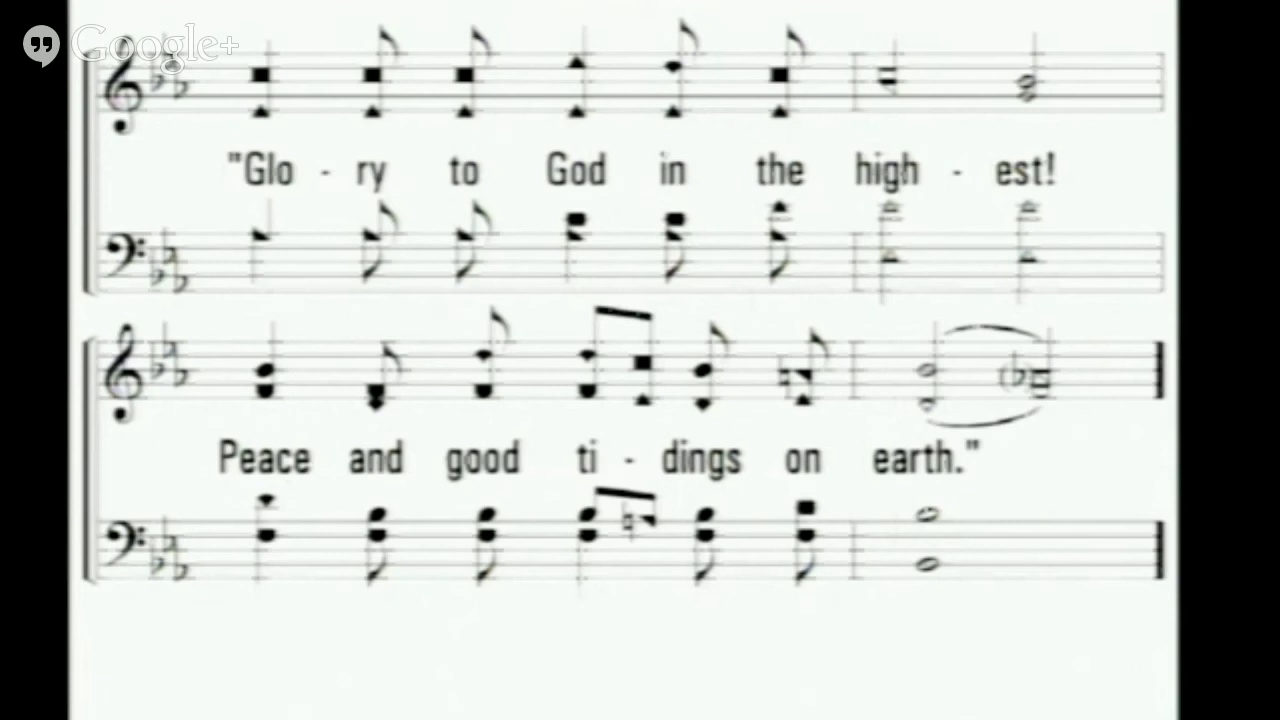 Google+
"Glo - ry to God in the high - est!
Peace and good ti - dings on earth."